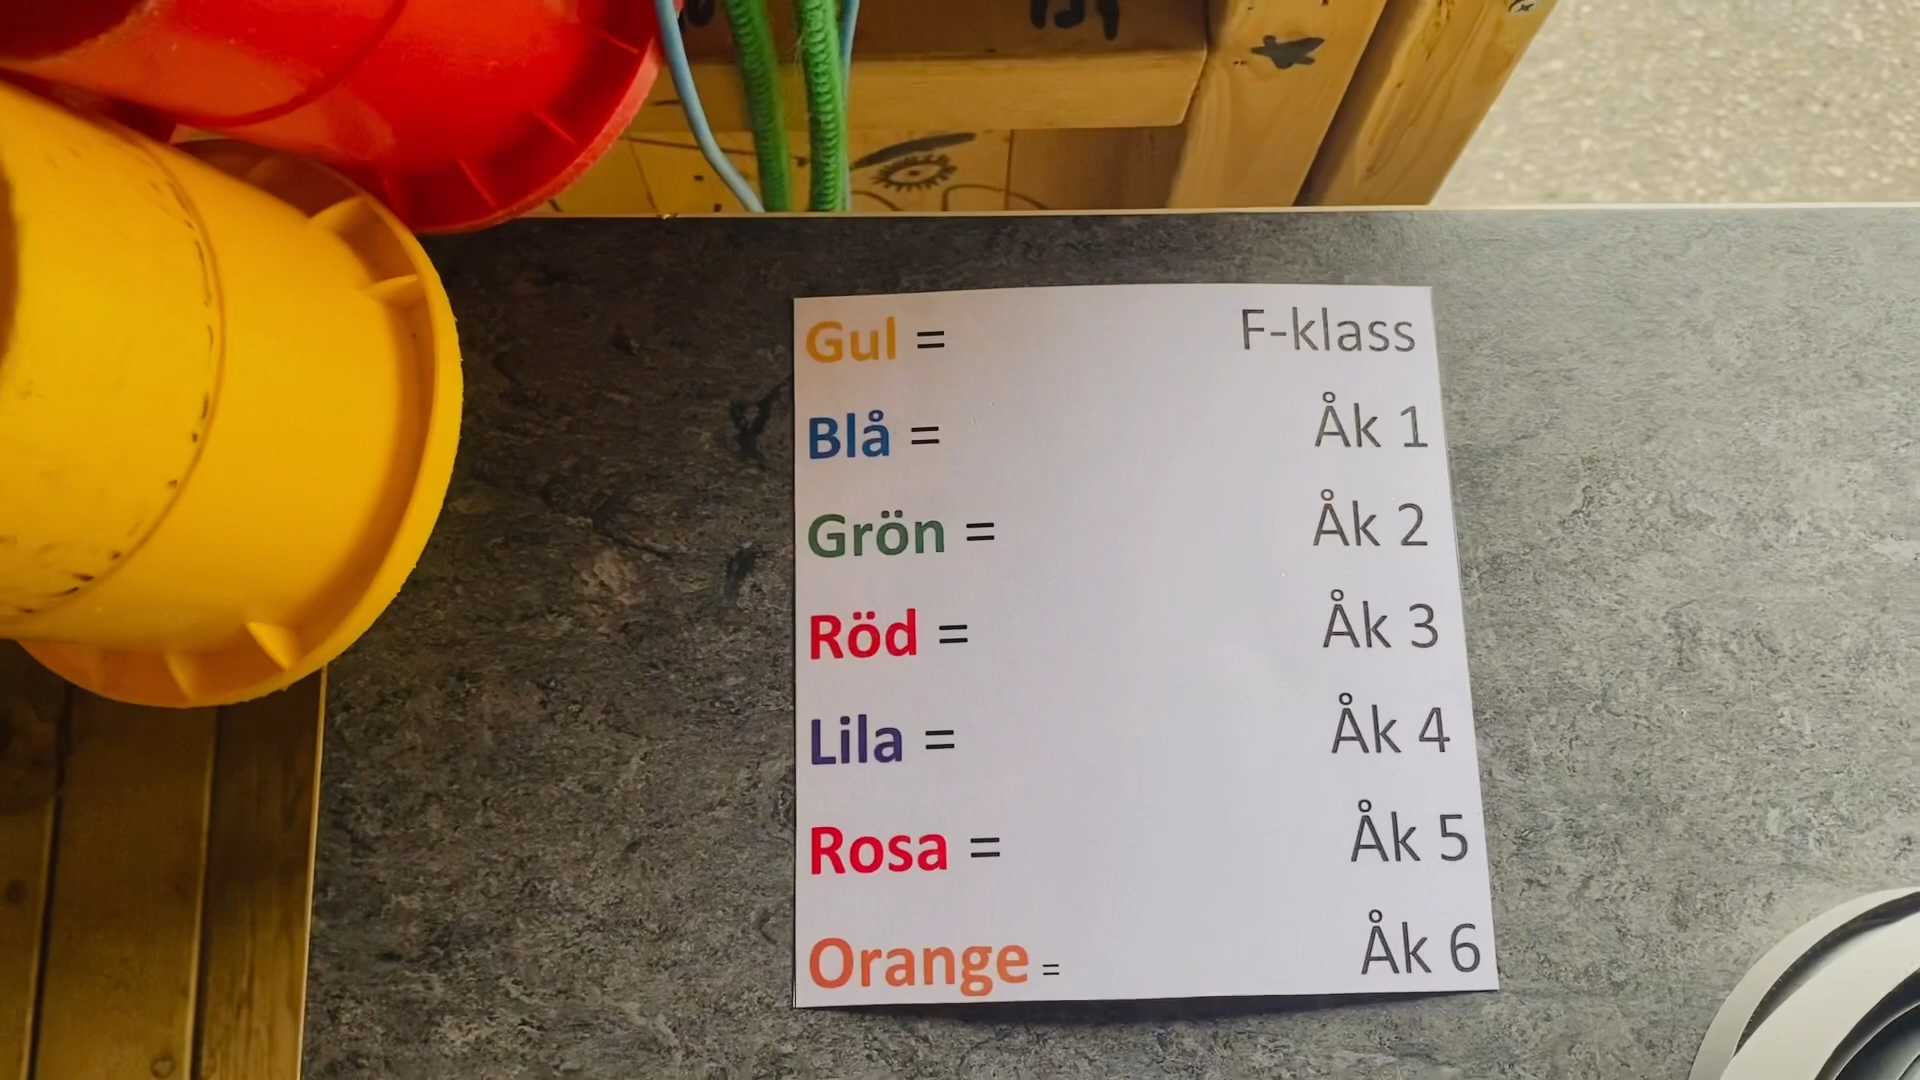 Gul = F-klass
Blå = Åk 1
Grön = Åk 2
Röd = Åk 3
Lila = Åk 4
Rosa = Åk 5
Orange = Åk 6